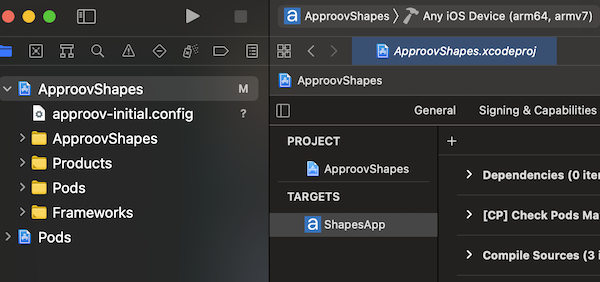 ApproovShapes 〉 Any iOS Device (arm64, armv7)
ApproovShapes.xcodeproj
ApproovShapes M
approov-initial.config ?
ApproovShapes
Products
Pods
Frameworks
Pods
ApproovShapes
General Signing & Capabilities
PROJECT
ApproovShapes
TARGETS
ShapesApp
Dependencies (0 ite
[CP] Check Pods Ma
Compile Sources (3 i